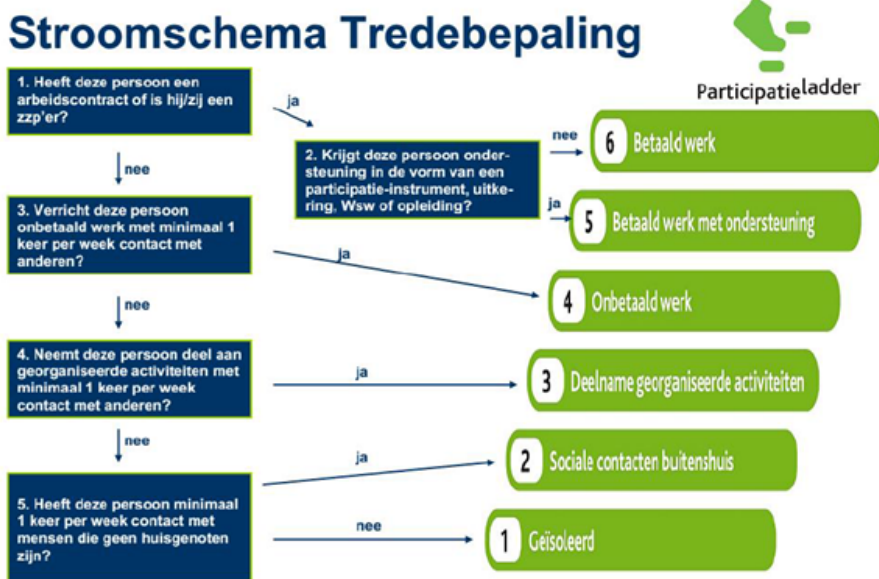 Stroomschema Tredebepaling
Participatieladder
1. Heeft deze persoon een
arbeidscontract of is hij/zij een
zzp'er?
ja
nee
2. Krijgt deze persoon onder-
steuning in de vorm van een
participatie-instrument, uitke-
ring, Wsw of opleiding?
nee
6 Betaald werk
ja
5 Betaald werk met ondersteuning
3. Verricht deze persoon
onbetaald werk met minimaal 1
keer per week contact met
anderen?
ja
4 Onbetaald werk
nee
4. Neemt deze persoon deel aan
georganiseerde activiteiten met
minimaal 1 keer per week
contact met anderen?
ja
3 Deelname georganiseerde activiteiten
nee
5. Heeft deze persoon minimaal
1 keer per week contact met
mensen die geen huisgenoten
zijn?
ja
2 Sociale contacten buitenshuis
nee
1 Geïsoleerd